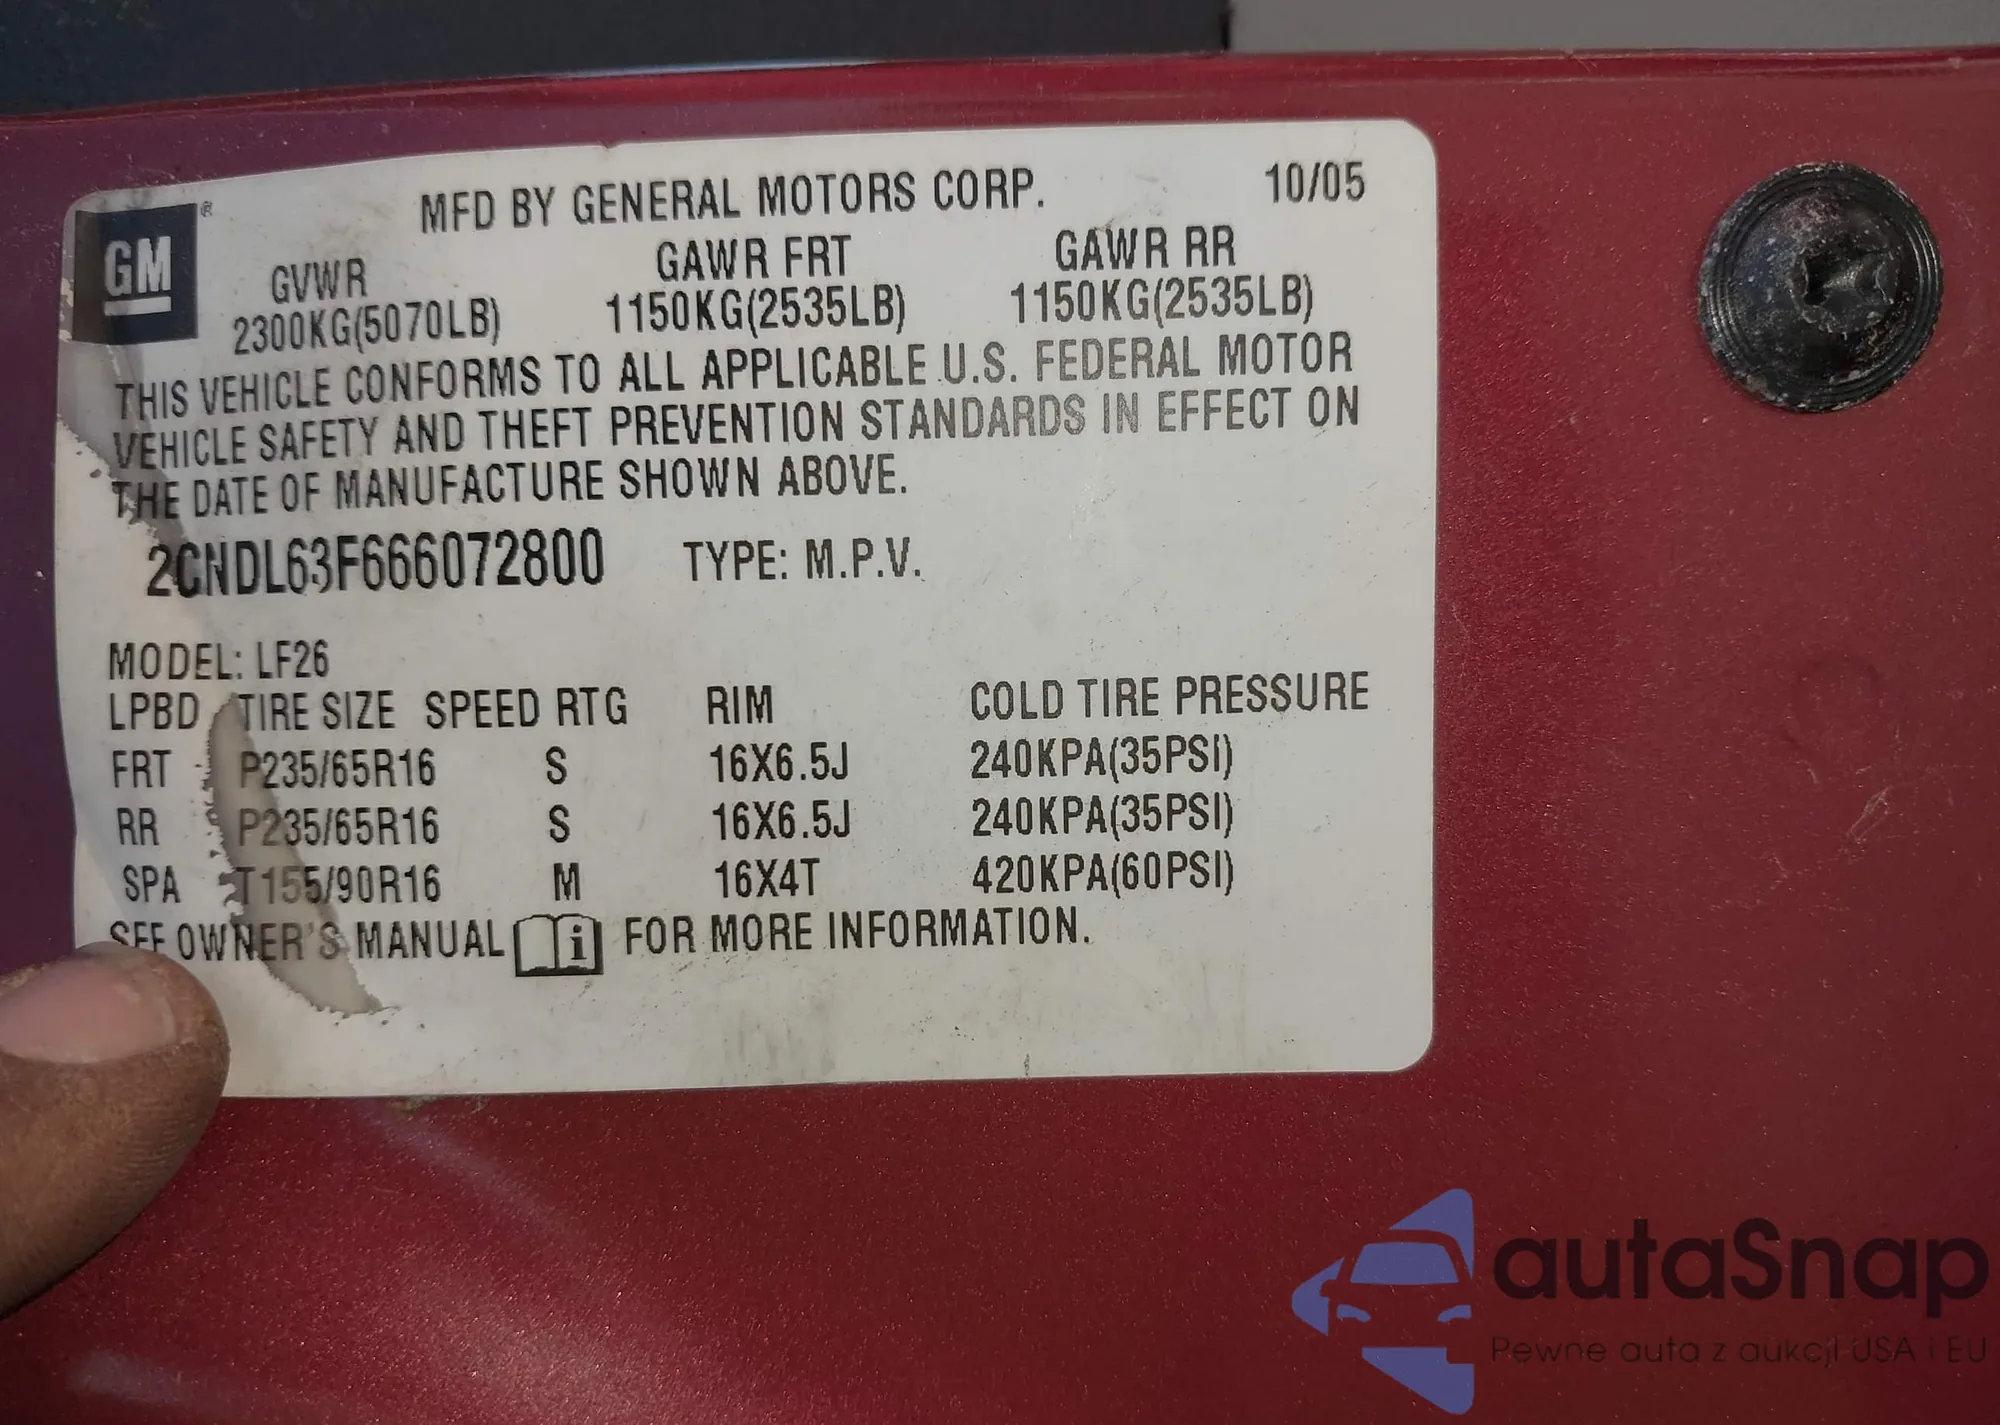 MFD BY GENERAL MOTORS CORP. 10/05
GM ®
GVWR GAWR FRT GAWR RR
2300KG(5070LB) 1150KG(2535LB) 1150KG(2535LB)
THIS VEHICLE CONFORMS TO ALL APPLICABLE U.S. FEDERAL MOTOR
VEHICLE SAFETY AND THEFT PREVENTION STANDARDS IN EFFECT ON
THE DATE OF MANUFACTURE SHOWN ABOVE.
2CNDL63F666072800 TYPE: M.P.V.
MODEL: LF26
LPBD TIRE SIZE SPEED RTG RIM COLD TIRE PRESSURE
FRT P235/65R16 S 16X6.5J 240KPA(35PSI)
RR P235/65R16 S 16X6.5J 240KPA(35PSI)
SPA T155/90R16 M 16X4T 420KPA(60PSI)
SEE OWNER'S MANUAL i FOR MORE INFORMATION.
autaSnap
Pewne auta z aukcji USA i EU